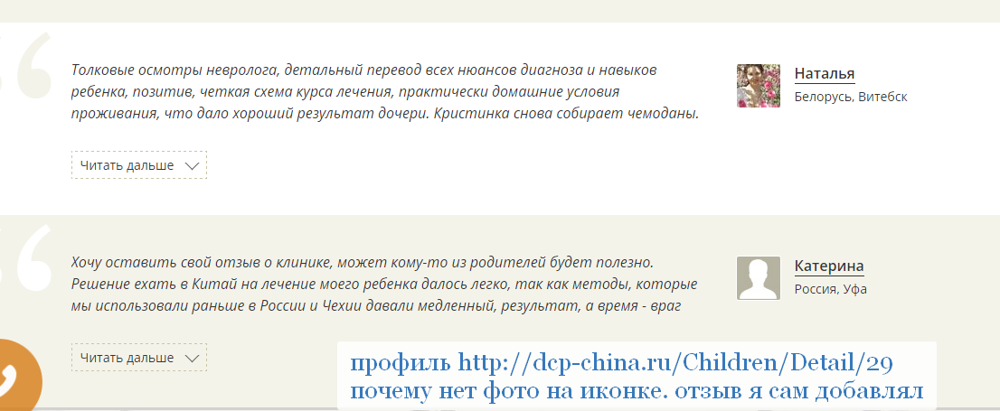 Толковые осмотры невролога, детальный перевод всех нюансов диагноза и навыков
ребенка, позитив, четкая схема курса лечения, практически домашние условия
проживания, что дало хороший результат дочери. Кристинка снова собирает чемоданы.
Наталья
Белорусь, Витебск
Читать дальше
Хочу оставить свой отзыв о клинике, может кому-то из родителей будет полезно.
Решение ехать в Китай на лечение моего ребенка далось легко, так как методы, которые
мы использовали раньше в России и Чехии давали медленный, результат, а время - враг
Катерина
Россия, Уфа
Читать дальше
профиль http://dcp-china.ru/Children/Detail/29
почему нет фото на иконке. отзыв я сам добавлял